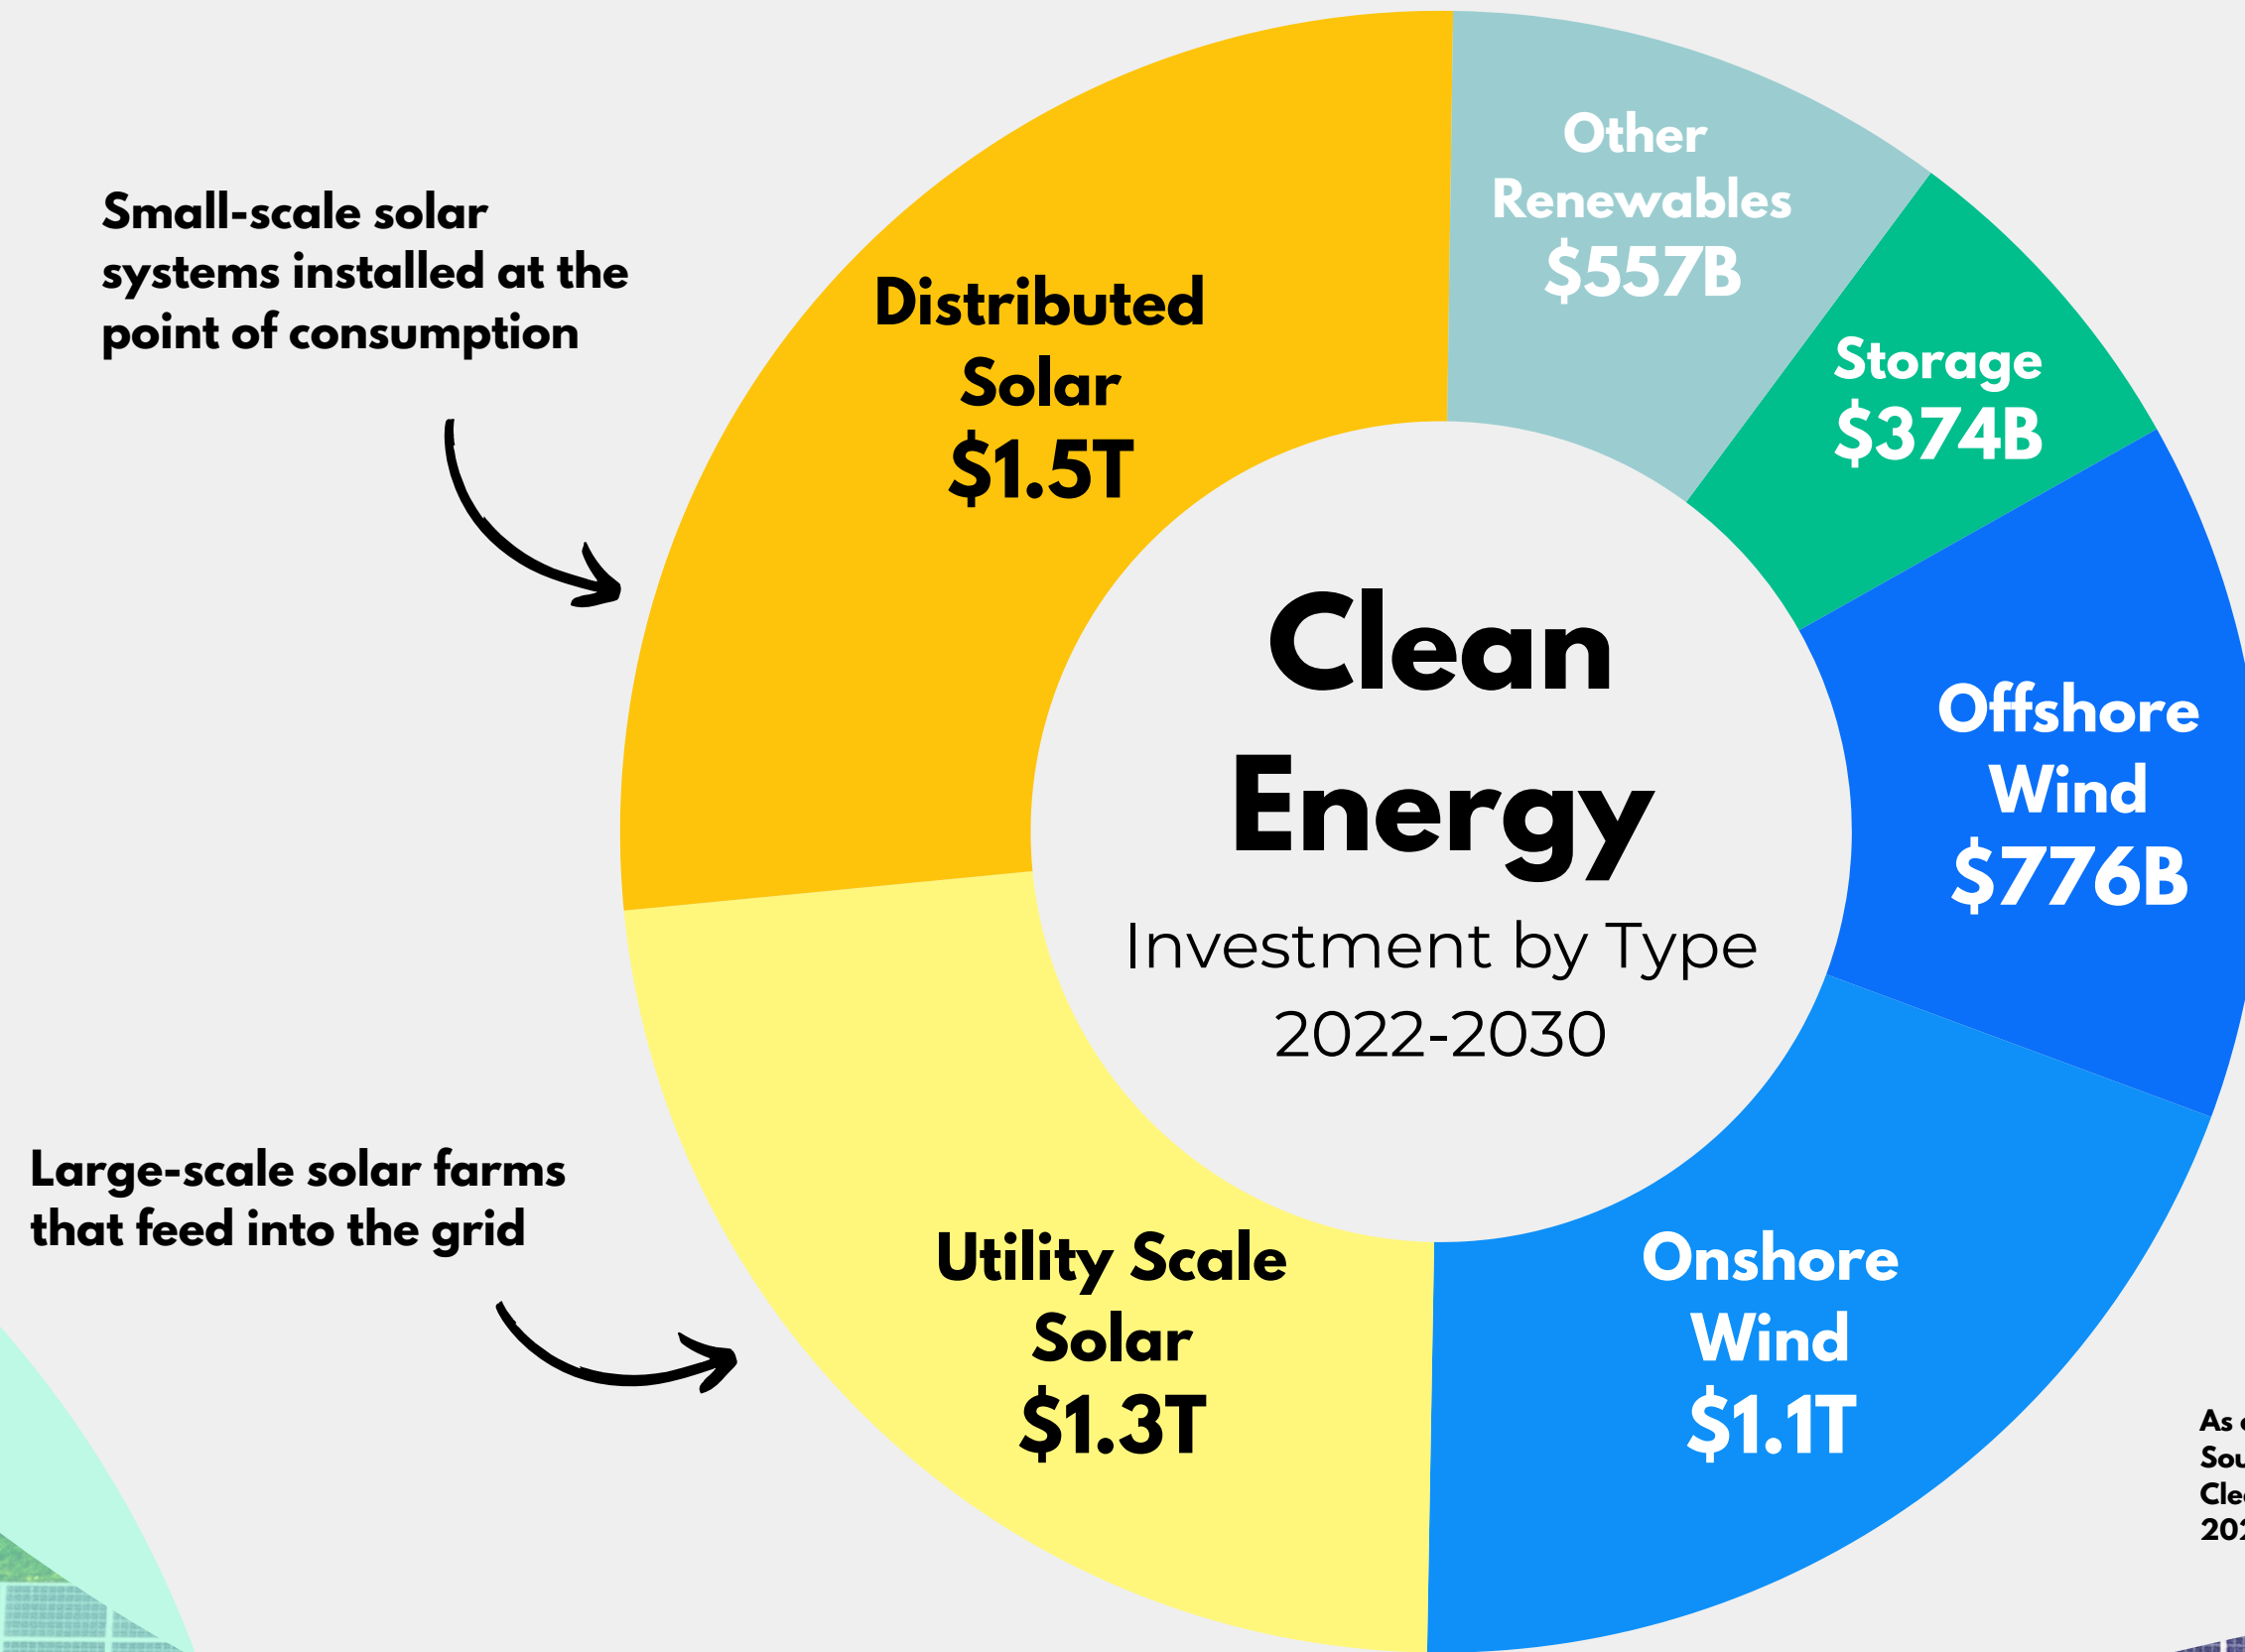 Small-scale solar
systems installed at the
point of consumption
Distributed
Solar
$1.5T
Other
Renewables
$557B
Storage
$374B
Offshore
Wind
$776B
Clean
Energy
Investment by Type
2022-2030
Large-scale solar farms
that feed into the grid
Utility Scale
Solar
$1.3T
Onshore
Wind
$1.1T
As